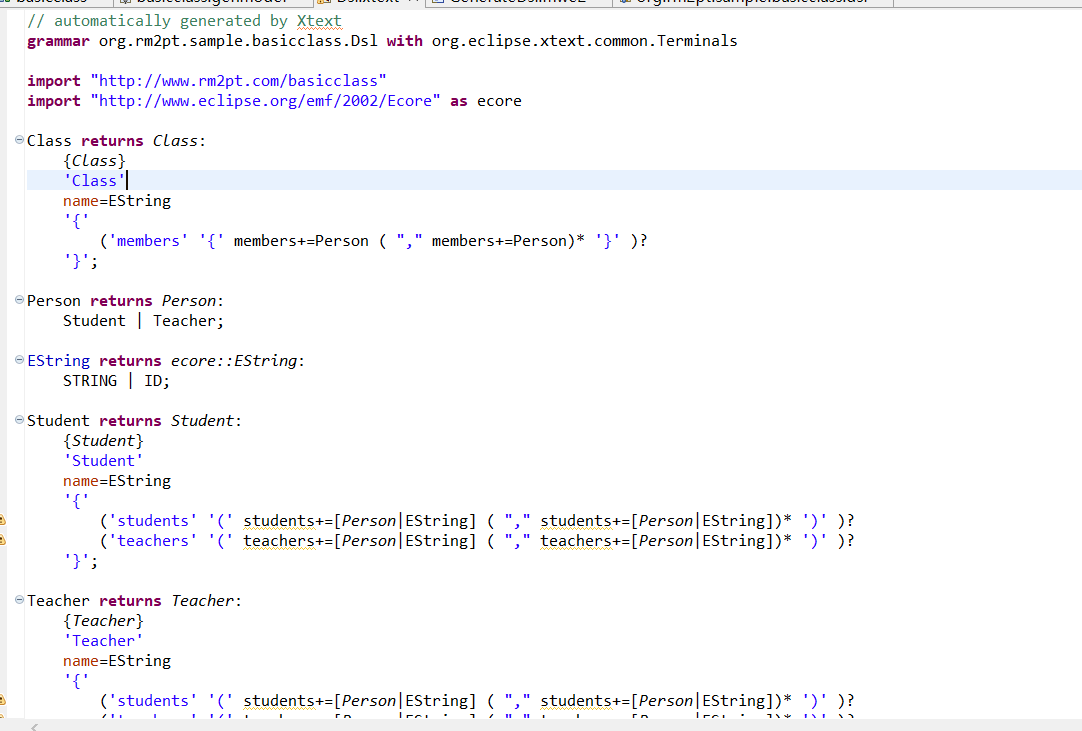 // automatically generated by Xtext
grammar org.rm2pt.sample.basicclass.Dsl with org.eclipse.xtext.common.Terminals
import "http://www.rm2pt.com/basicclass"
import "http://www.eclipse.org/emf/2002/Ecore" as ecore
Class returns Class:
{Class}
'Class'
name=EString
'{'
('members' '{' members+=Person ( "," members+=Person)* '}' )?
'}';
Person returns Person:
Student | Teacher;
EString returns ecore::EString:
STRING | ID;
Student returns Student:
{Student}
'Student'
name=EString
'{'
('students' '(' students+=[Person|EString] ( "," students+=[Person|EString])* ')' )?
('teachers' '(' teachers+=[Person|EString] ( "," teachers+=[Person|EString])* ')' )?
'}';
Teacher returns Teacher:
{Teacher}
'Teacher'
name=EString
'{'
('students' '(' students+=[Person|EString] ( "," students+=[Person|EString])* ')' )?